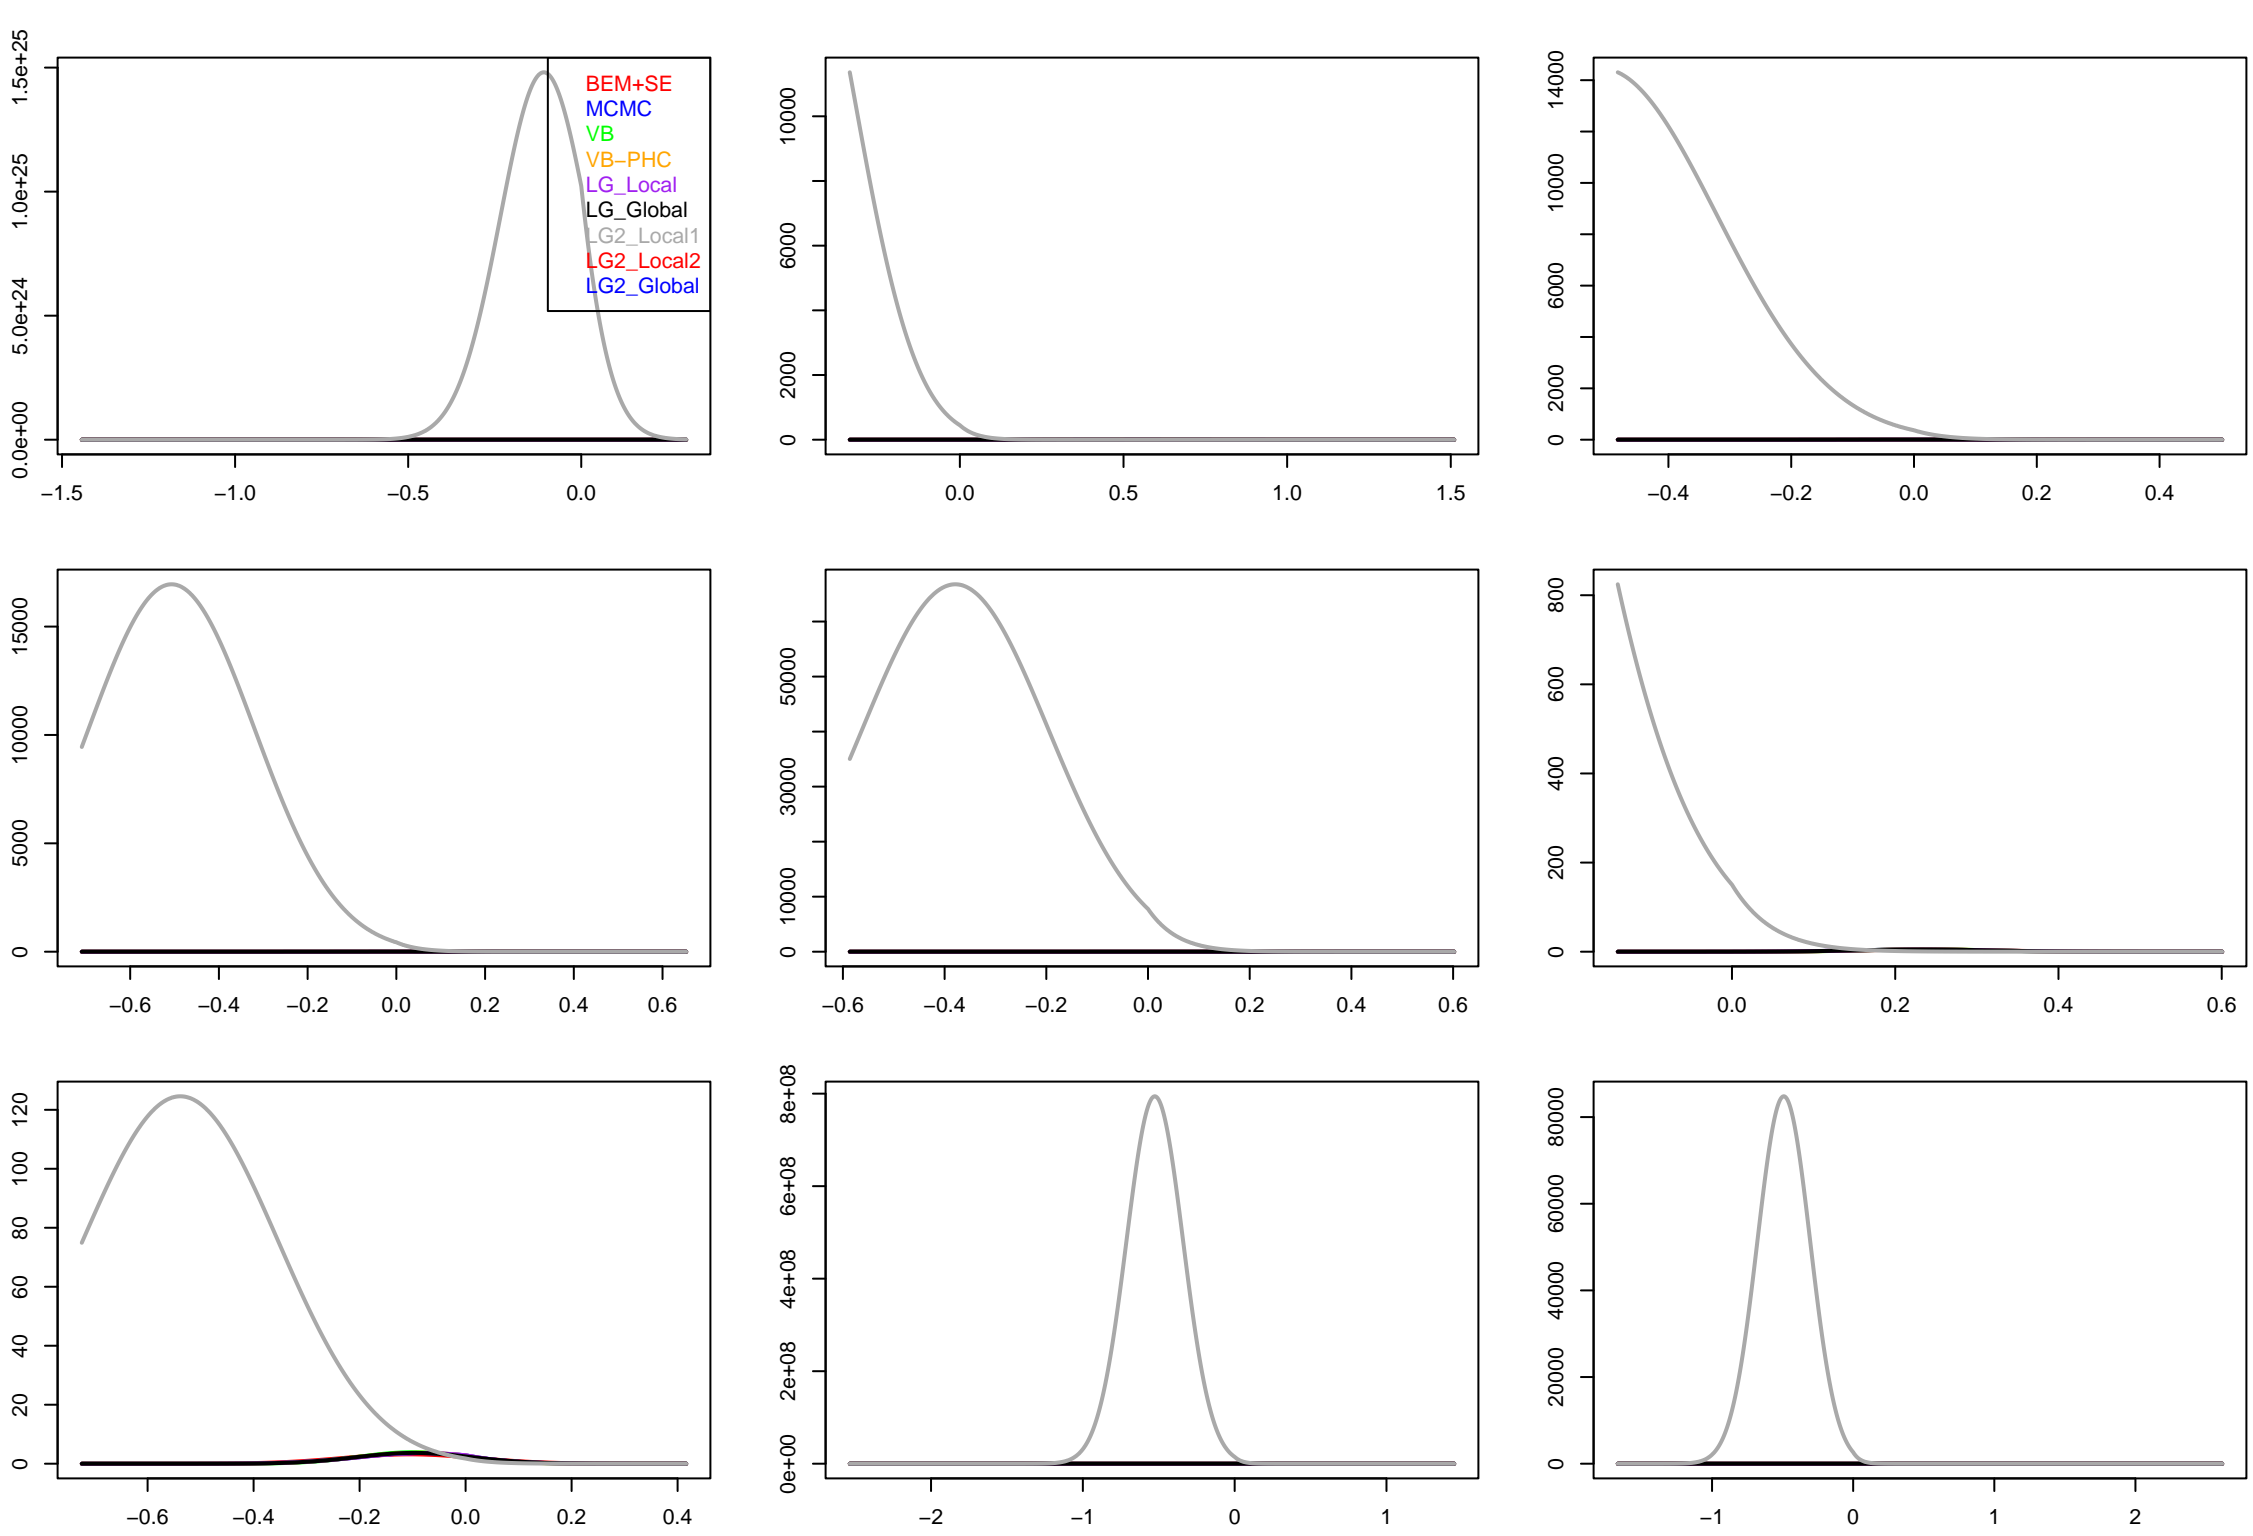 1.5e+25
1.0e+25
5.0e+24
0.0e+00
−1.5 −1.0 −0.5 0.0
BEM+SE
MCMC
VB
VB−PHC
LG_Local
LG_Global
LG2_Local1
LG2_Local2
LG2_Global
10000
6000
2000
0
0.0 0.5 1.0 1.5
14000
10000
6000
2000
0
−0.4 −0.2 0.0 0.2 0.4
15000
10000
5000
0
−0.6 −0.4 −0.2 0.0 0.2 0.4 0.6
50000
30000
10000
0
−0.6 −0.4 −0.2 0.0 0.2 0.4 0.6
800
600
400
200
0
0.0 0.2 0.4 0.6
120
100
80
60
40
20
0
−0.6 −0.4 −0.2 0.0 0.2 0.4
8e+08
6e+08
4e+08
2e+08
0e+00
−2 −1 0 1
80000
60000
40000
20000
0
−1 0 1 2